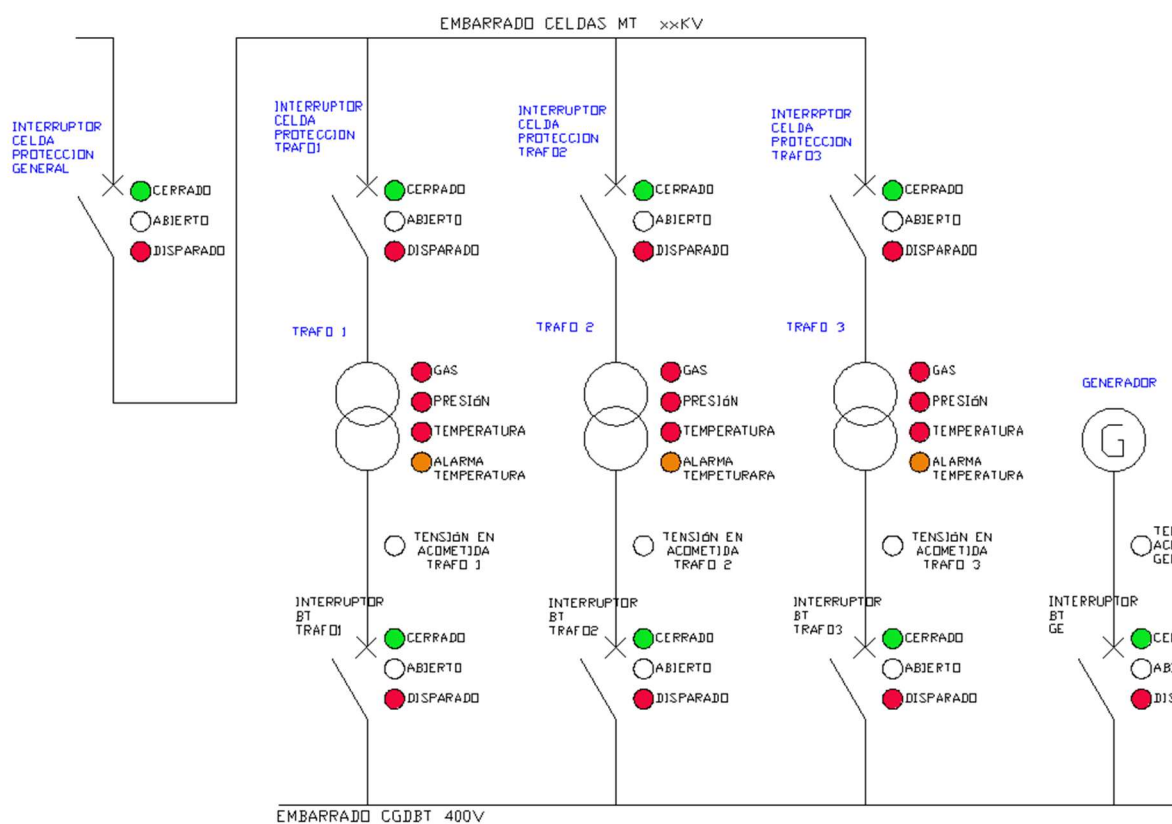 EMBARRADO CELDAS MT xxKV
INTERRUPTOR
CELDA
PROTECCION
GENERAL
CERRADO
ABIERTO
DISPARADO
INTERRUPTOR
CELDA
PROTECCION
TRAFO1
CERRADO
ABIERTO
DISPARADO
INTERRUPTOR
CELDA
PROTECCION
TRAFO2
CERRADO
ABIERTO
DISPARADO
INTERRPTOR
CELDA
PROTECCION
TRAFO3
CERRADO
ABIERTO
DISPARADO
TRAFO 1
GAS
PRESIóN
TEMPERATURA
ALARMA
TEMPERATURA
TRAFO 2
GAS
PRESIóN
TEMPERATURA
ALARMA
TEMPETURARA
TRAFO 3
GAS
PRESIóN
TEMPERATURA
ALARMA
TEMPERATURA
GENERADOR
G
TENSIóN EN
ACOMETIDA
TRAFO 1
TENSIóN EN
ACOMETIDA
TRAFO 2
TENSIóN EN
ACOMETIDA
TRAFO 3
INTERRUPTOR
BT
TRAFO1
CERRADO
ABIERTO
DISPARADO
INTERRUPTOR
BT
TRAFO2
CERRADO
ABIERTO
DISPARADO
INTERRUPTOR
BT
TRAFO3
CERRADO
ABIERTO
DISPARADO
INTERRUPTOR
BT
GE
EMBARRADO CGDBT 400V